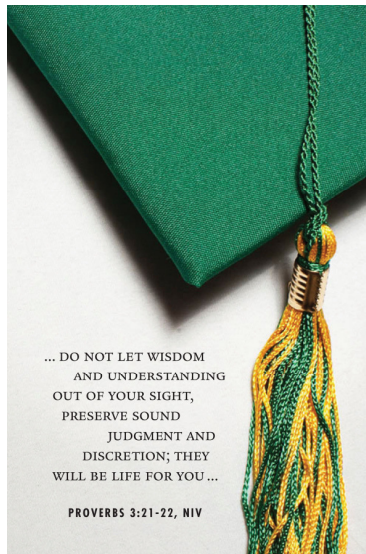 ... DO NOT LET WISDOM
AND UNDERSTANDING
OUT OF YOUR SIGHT,
PRESERVE SOUND
JUDGMENT AND
DISCRETION; THEY
WILL BE LIFE FOR YOU ...
PROVERBS 3:21-22, NIV